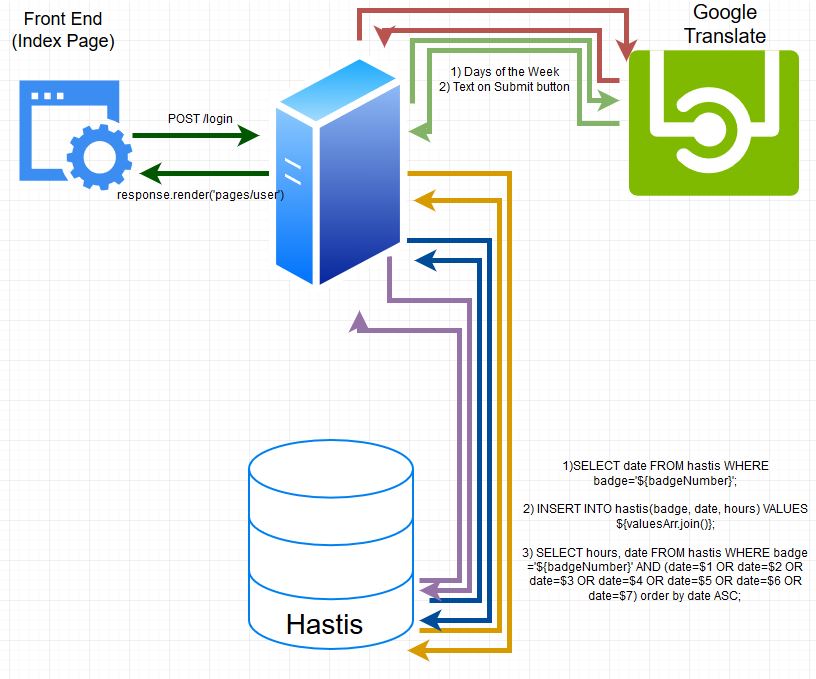 Front End
(Index Page)
Google
Translate
1) Days of the Week
2) Text on Submit button
POST /login
response.render('pages/user')
1)SELECT date FROM hastis WHERE
badge='${badgeNumber}';
2) INSERT INTO hastis(badge, date, hours) VALUES
${valuesArr.join()};
3) SELECT hours, date FROM hastis WHERE badge
='${badgeNumber}' AND (date=$1 OR date=$2 OR
date=$3 OR date=$4 OR date=$5 OR date=$6 OR
date=$7) order by date ASC;
Hastis